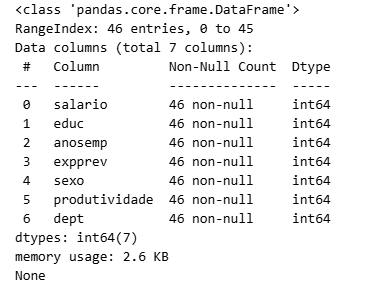 <class 'pandas.core.frame.DataFrame'>
RangeIndex: 46 entries, 0 to 45
Data columns (total 7 columns):
 #   Column         Non-Null Count  Dtype
---  ------         --------------  -----
 0   salario        46 non-null     int64
 1   educ           46 non-null     int64
 2   anosemp        46 non-null     int64
 3   expprev        46 non-null     int64
 4   sexo           46 non-null     int64
 5   produtividade  46 non-null     int64
 6   dept           46 non-null     int64
dtypes: int64(7)
memory usage: 2.6 KB
None